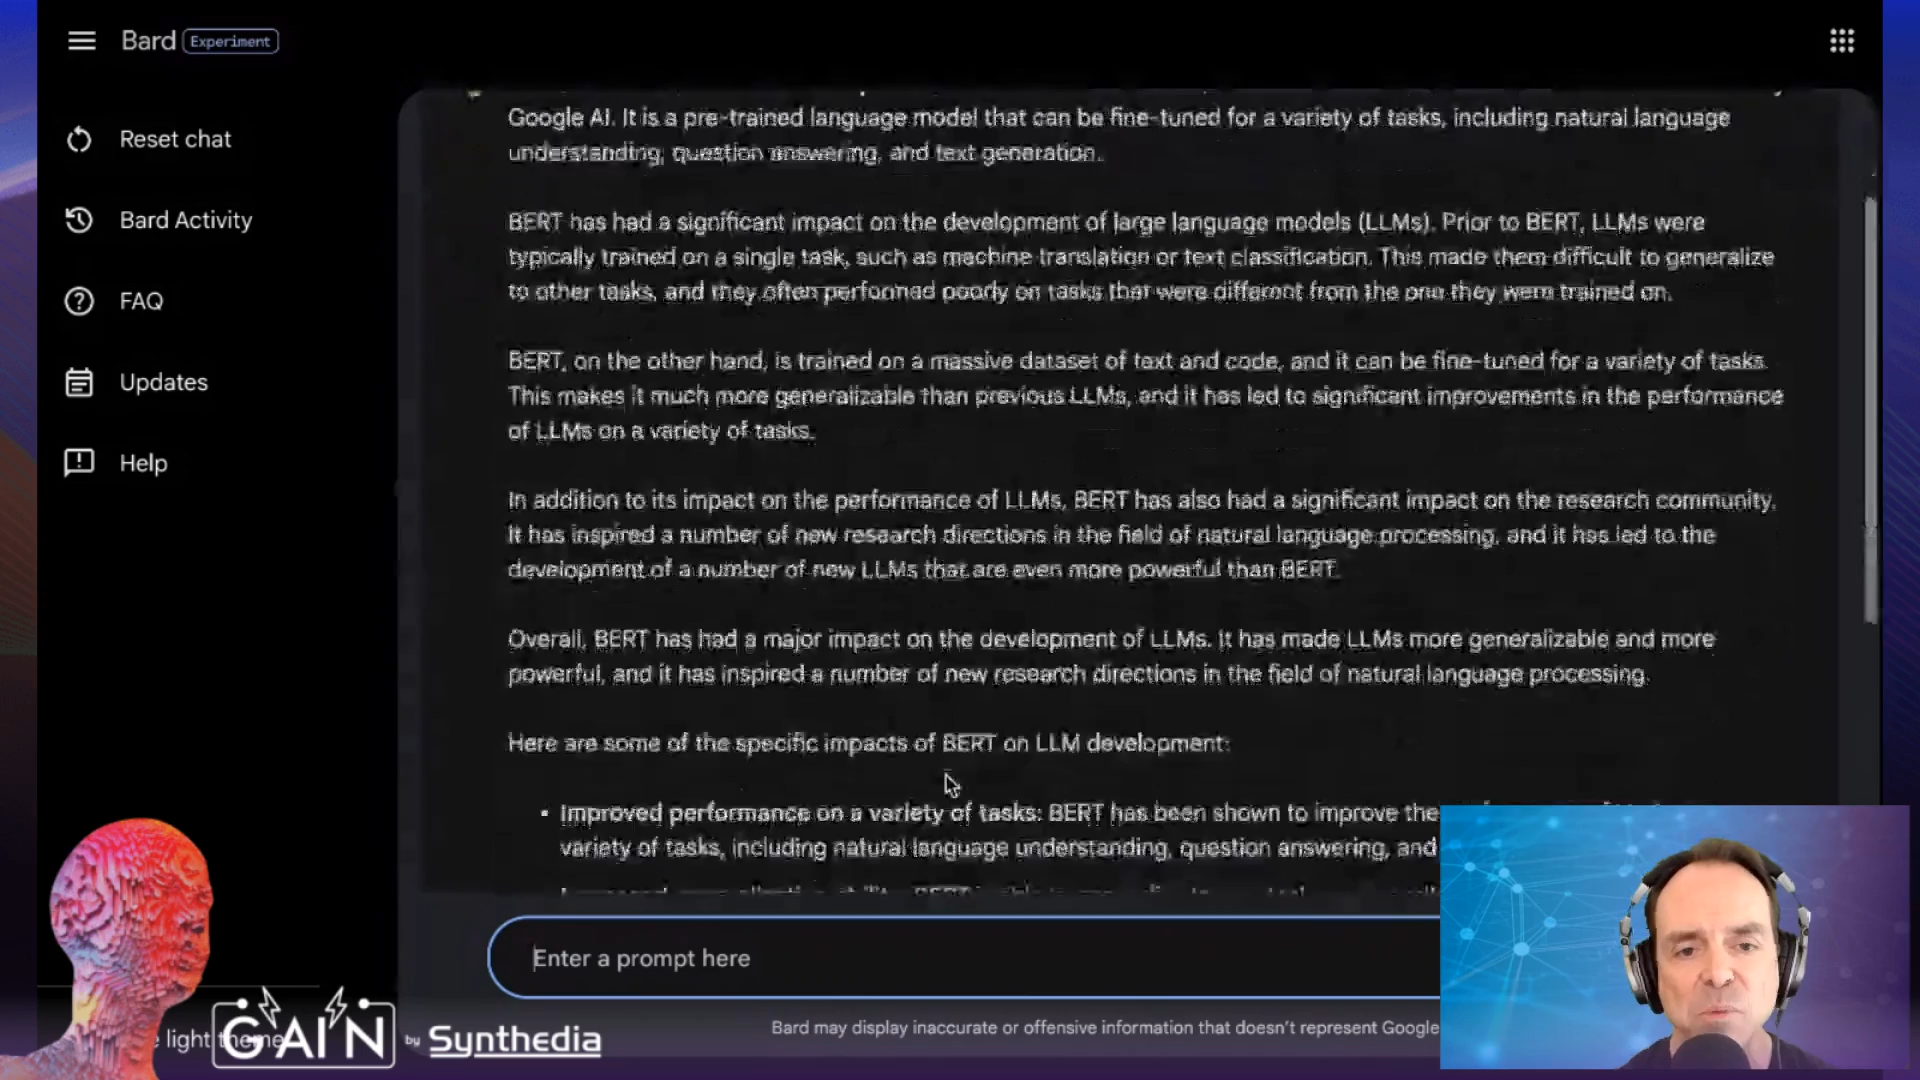 Bard Experiment
Reset chat
Bard Activity
FAQ
Updates
Help
Google AI. It is a pre-trained language model that can be fine-tuned for a variety of tasks, including natural language
understanding, question answering, and text generation.
BERT has had a significant impact on the development of large language models (LLMs). Prior to BERT, LLMs were
typically trained on a single task, such as machine translation or text classification. This made them difficult to generalize
to other tasks, and they often performed poorly on tasks that were different from the one they were trained on.
BERT, on the other hand, is trained on a massive dataset of text and code, and it can be fine-tuned for a variety of tasks.
This makes it much more generalizable than previous LLMs, and it has led to significant improvements in the performance
of LLMs on a variety of tasks.
In addition to its impact on the performance of LLMs, BERT has also had a significant impact on the research community.
It has inspired a number of new research directions in the field of natural language processing, and it has led to the
development of a number of new LLMs that are even more powerful than BERT.
Overall, BERT has had a major impact on the development of LLMs. It has made LLMs more generalizable and more
powerful, and it has inspired a number of new research directions in the field of natural language processing.
Here are some of the specific impacts of BERT on LLM development:
• Improved performance on a variety of tasks: BERT has been shown to improve the
variety of tasks, including natural language understanding, question answering, and
Enter a prompt here
Bard may display inaccurate or offensive information that doesn't represent Google
light
GAIN by Synthedia